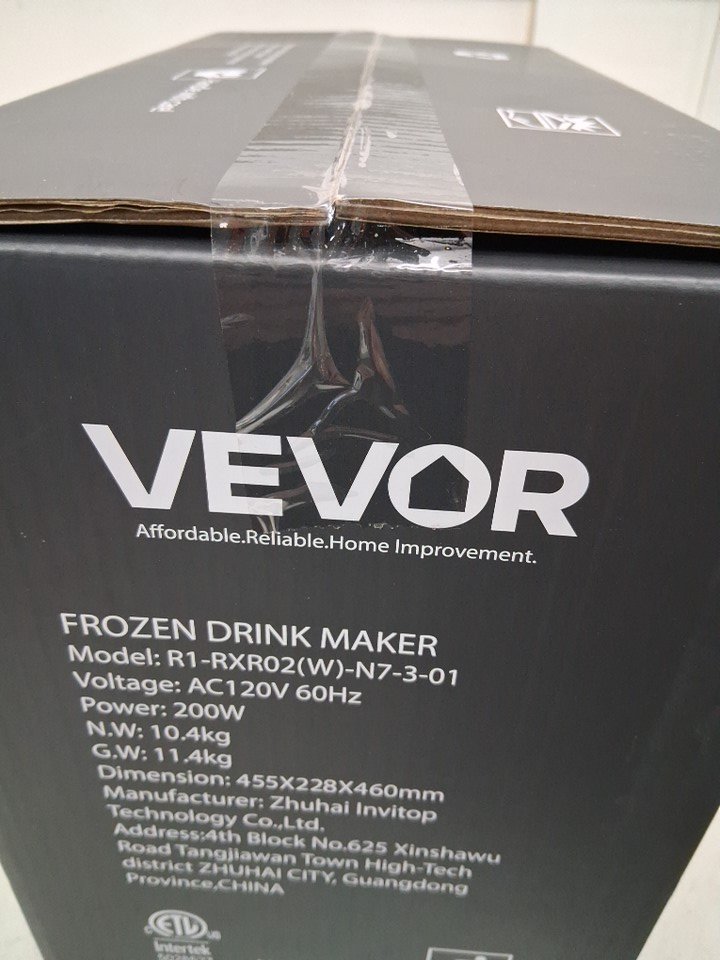 VEVOR
Affordable.Reliable.Home Improvement.
FROZEN DRINK MAKER
Model: R1-RXR02(W)-N7-3-01
Voltage: AC120V 60Hz
Power: 200W
N.W: 10.4kg
G.W: 11.4kg
Dimension: 455X228X460mm
Manufacturer: Zhuhai Invitop
Technology Co.,Ltd.
Address:4th Block No.625 Xinshawu
Road Tangjiawan Town High-Tech
district ZHUHAI CITY, Guangdong
Province,CHINA
ETL
US
Intertek